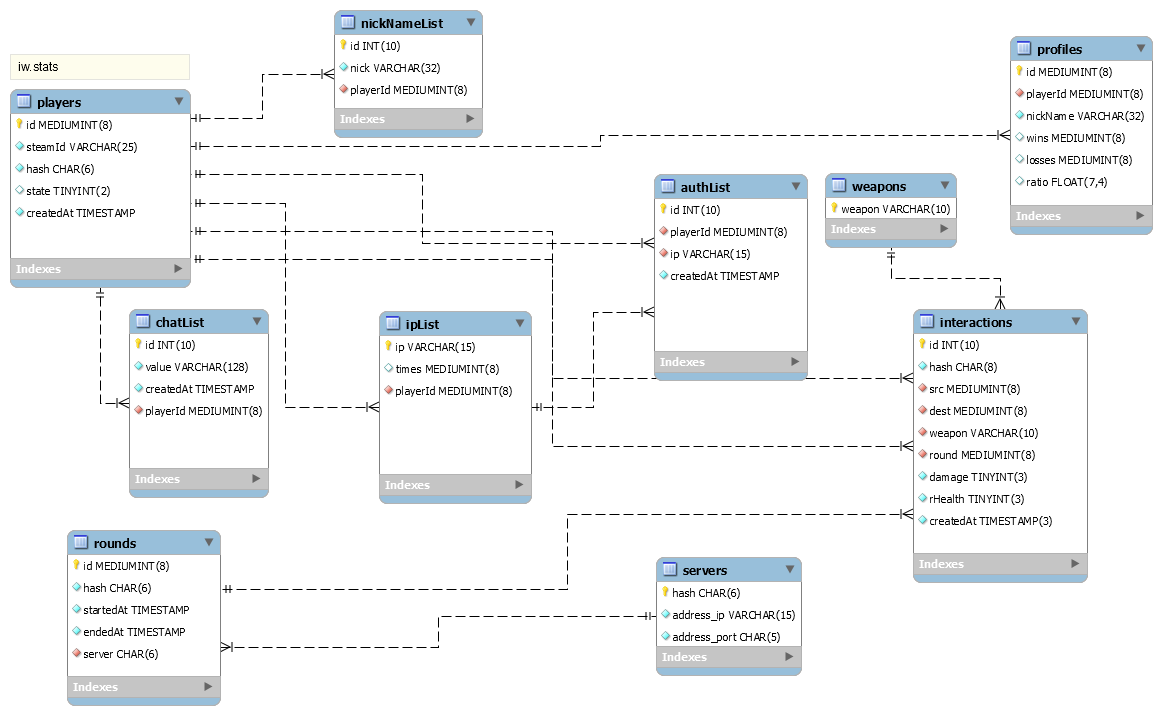 iw.stats
players
id MEDIUMINT(8)
steamId VARCHAR(25)
hash CHAR(6)
state TINYINT(2)
createdAt TIMESTAMP
Indexes
nickNameList
id INT(10)
nick VARCHAR(32)
playerId MEDIUMINT(8)
Indexes
profiles
id MEDIUMINT(8)
playerId MEDIUMINT(8)
nickName VARCHAR(32)
wins MEDIUMINT(8)
losses MEDIUMINT(8)
ratio FLOAT(7,4)
Indexes
authList
id INT(10)
playerId MEDIUMINT(8)
ip VARCHAR(15)
createdAt TIMESTAMP
Indexes
weapons
weapon VARCHAR(10)
Indexes
chatList
id INT(10)
value VARCHAR(128)
createdAt TIMESTAMP
playerId MEDIUMINT(8)
Indexes
ipList
ip VARCHAR(15)
times MEDIUMINT(8)
playerId MEDIUMINT(8)
Indexes
interactions
id INT(10)
hash CHAR(8)
src MEDIUMINT(8)
dest MEDIUMINT(8)
weapon VARCHAR(10)
round MEDIUMINT(8)
damage TINYINT(3)
rHealth TINYINT(3)
createdAt TIMESTAMP(3)
Indexes
rounds
id MEDIUMINT(8)
hash CHAR(6)
startedAt TIMESTAMP
endedAt TIMESTAMP
server CHAR(6)
Indexes
servers
hash CHAR(6)
address_ip VARCHAR(15)
address_port CHAR(5)
Indexes